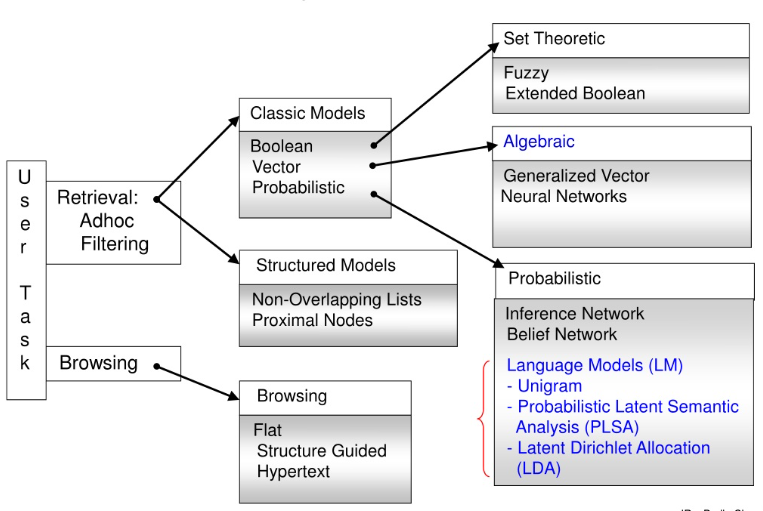 User Task
Retrieval:
Adhoc
Filtering
Browsing
Classic Models
Boolean
Vector
Probabilistic
Structured Models
Non-Overlapping Lists
Proximal Nodes
Browsing
Flat
Structure Guided
Hypertext
Set Theoretic
Fuzzy
Extended Boolean
Algebraic
Generalized Vector
Neural Networks
Probabilistic
Inference Network
Belief Network
Language Models (LM)
- Unigram
- Probabilistic Latent Semantic
Analysis (PLSA)
- Latent Dirichlet Allocation
(LDA)